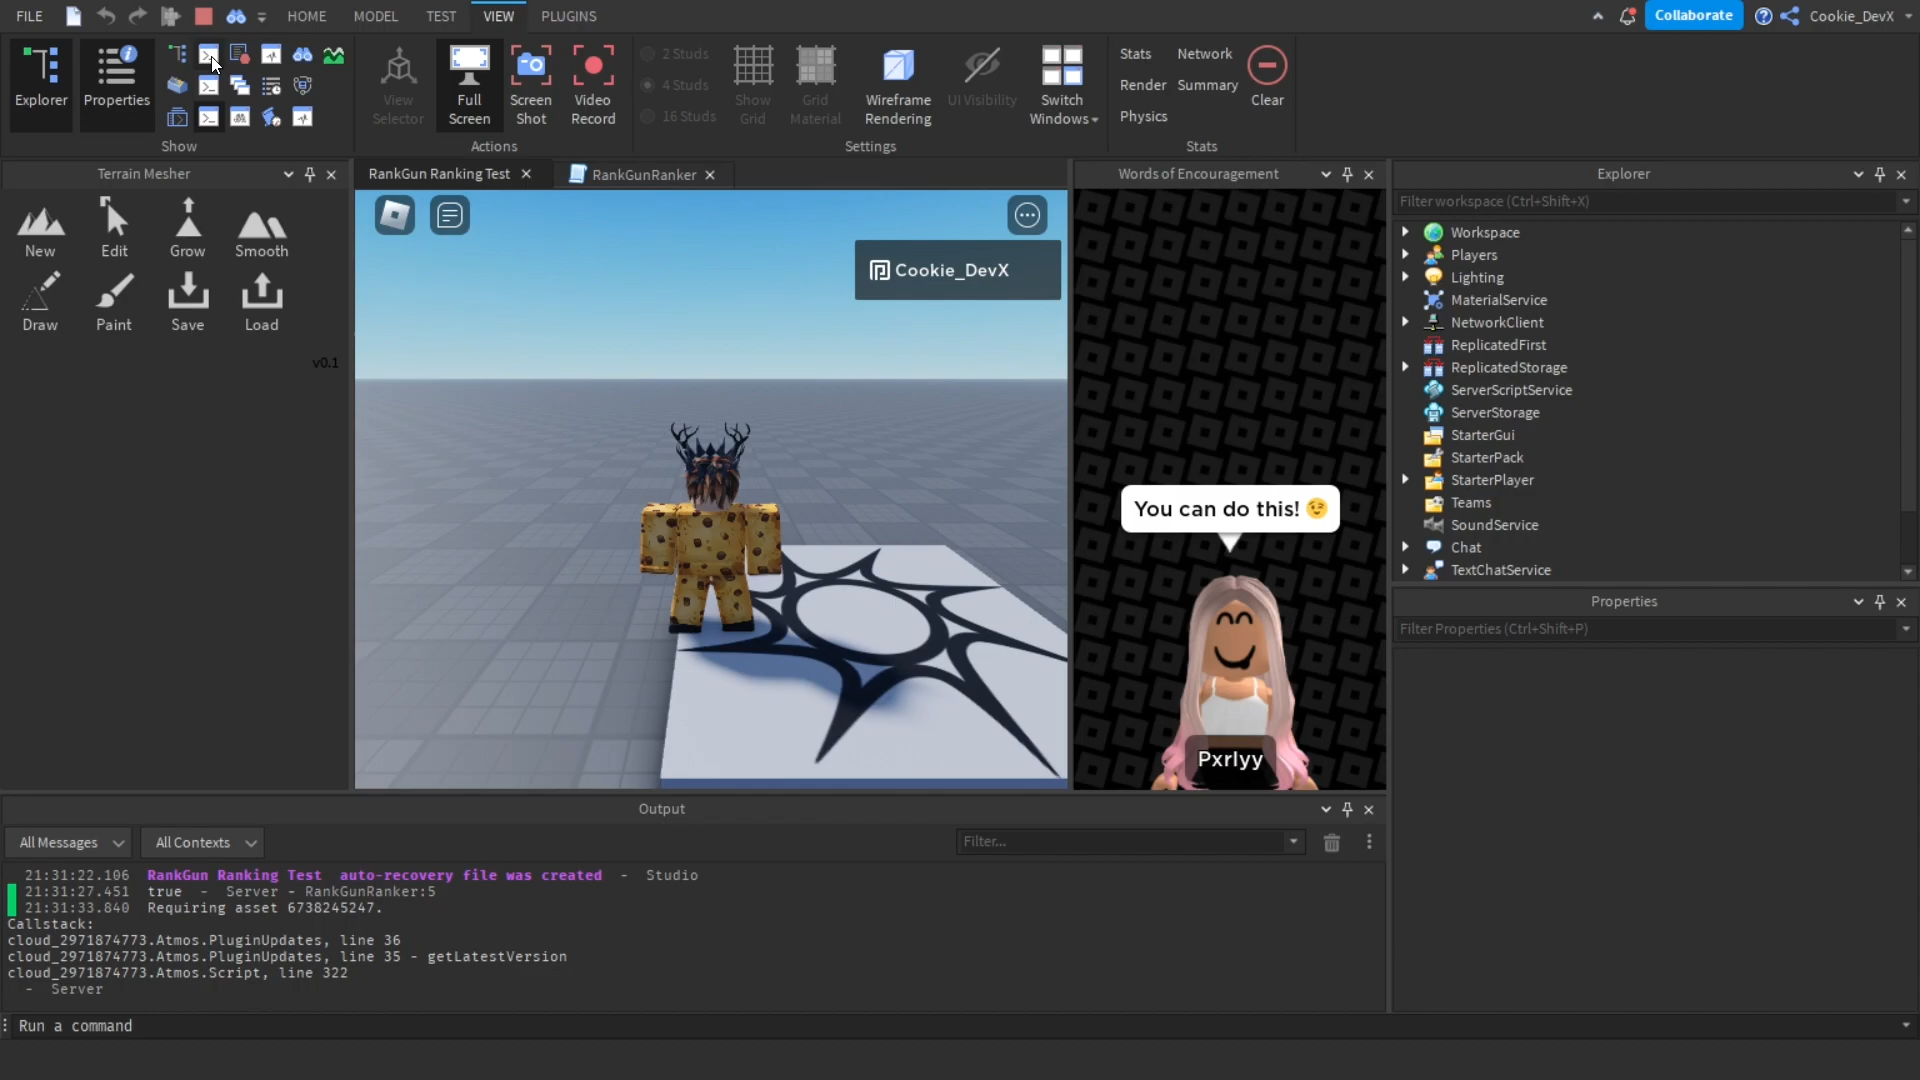 FILE
HOME
MODEL
TEST
VIEW
PLUGINS
Collaborate
Cookie_DevX
Explorer
Properties
Show
View
Selector
Full
Screen
Screen
Shot
Video
Record
Actions
2 Studs
4 Studs
16 Studs
Show
Grid
Grid
Material
Wireframe
Rendering
UI Visibility
Switch
Windows
Settings
Stats
Network
Render
Summary
Physics
Clear
Stats
Terrain Mesher
New
Edit
Grow
Smooth
Draw
Paint
Save
Load
v0.1
RankGun Ranking Test
RankGunRanker
Cookie_DevX
Words of Encouragement
You can do this! 😉
Pxrlyy
Explorer
Filter workspace (Ctrl+Shift+X)
Workspace
Players
Lighting
MaterialService
NetworkClient
ReplicatedFirst
ReplicatedStorage
ServerScriptService
ServerStorage
StarterGui
StarterPack
StarterPlayer
Teams
SoundService
Chat
TextChatService
Properties
Filter Properties (Ctrl+Shift+P)
Output
All Messages
All Contexts
Filter...
21:31:22.106 RankGun Ranking Test auto-recovery file was created - Studio
21:31:27.451 true - Server - RankGunRanker:5
21:31:33.840 Requiring asset 6738245247.
Callstack:
cloud_2971874773.Atmos.PluginUpdates, line 36
cloud_2971874773.Atmos.PluginUpdates, line 35 - getLatestVersion
cloud_2971874773.Atmos.Script, line 322
- Server
Run a command